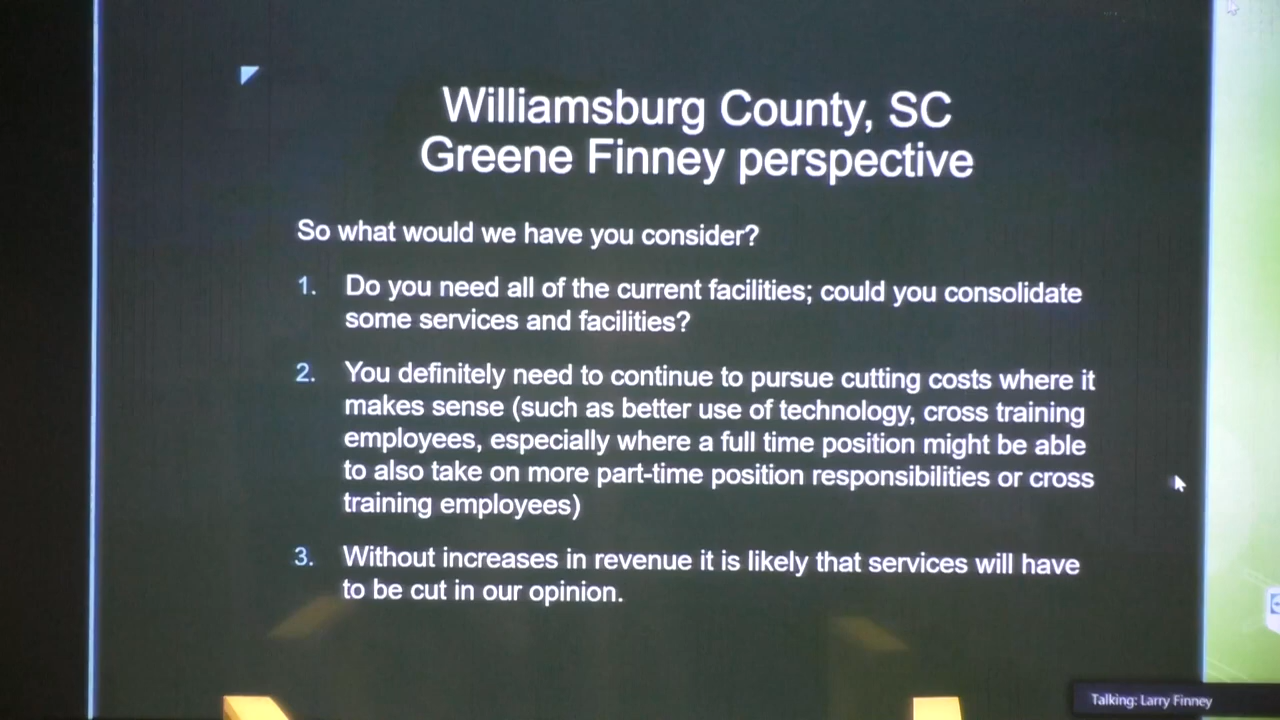 Williamsburg County, SC
Greene Finney perspective
So what would we have you consider?
1. Do you need all of the current facilities; could you consolidate
some services and facilities?
2. You definitely need to continue to pursue cutting costs where it
makes sense (such as better use of technology, cross training
employees, especially where a full time position might be able
to also take on more part-time position responsibilities or cross
training employees)
3. Without increases in revenue it is likely that services will have
to be cut in our opinion.
Talking: Larry Finney